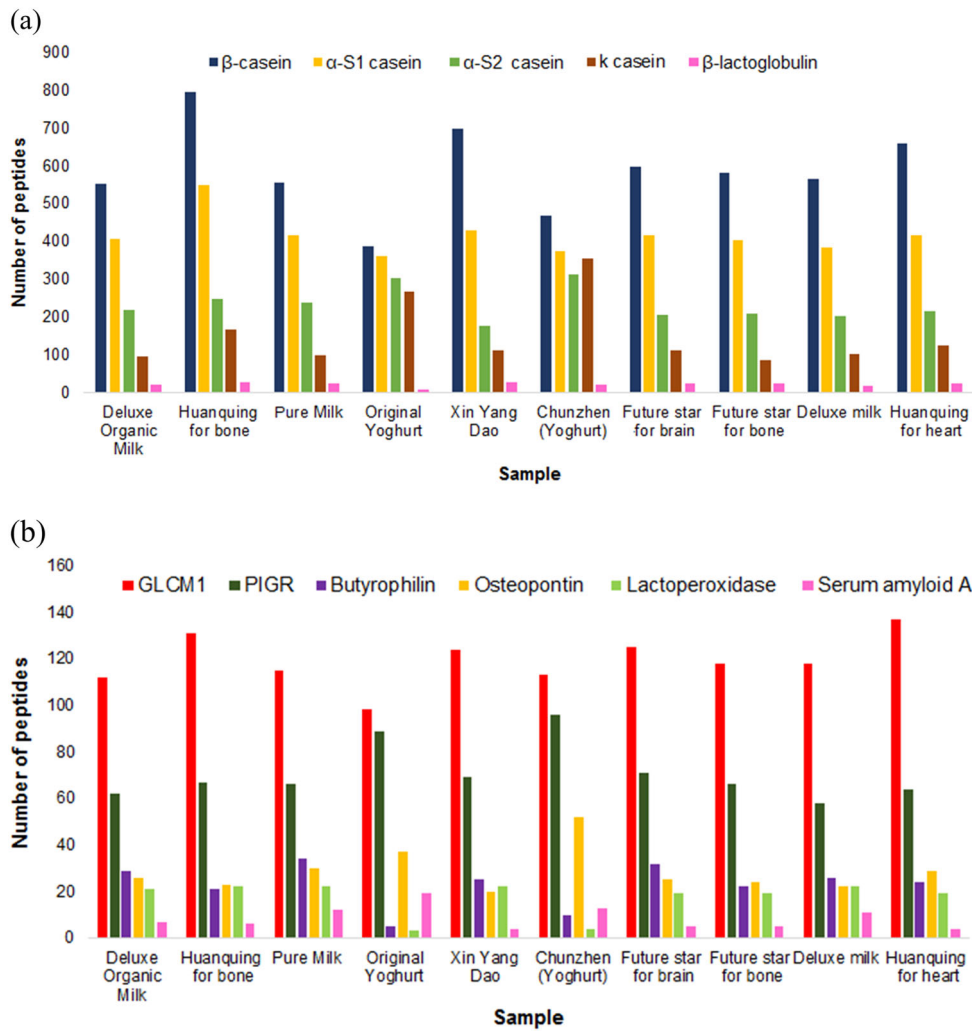 (a)
900
β-casein α-S1 casein α-S2 casein k casein β-lactoglobulin
800
700
600
500
400
300
200
100
0
Number of peptides
Deluxe Organic Milk
Huanquing for bone
Pure Milk
Original Yoghurt
Xin Yang Dao
Chunzhen (Yoghurt)
Future star for brain
Future star for bone
Deluxe milk
Huanquing for heart
Sample
(b)
160
GLCM1 PIGR Butyrophilin Osteopontin Lactoperoxidase Serum amyloid A
140
120
100
80
60
40
20
0
Number of peptides
Deluxe Organic Milk
Huanquing for bone
Pure Milk
Original Yoghurt
Xin Yang Dao
Chunzhen (Yoghurt)
Future star for brain
Future star for bone
Deluxe milk
Huanquing for heart
Sample